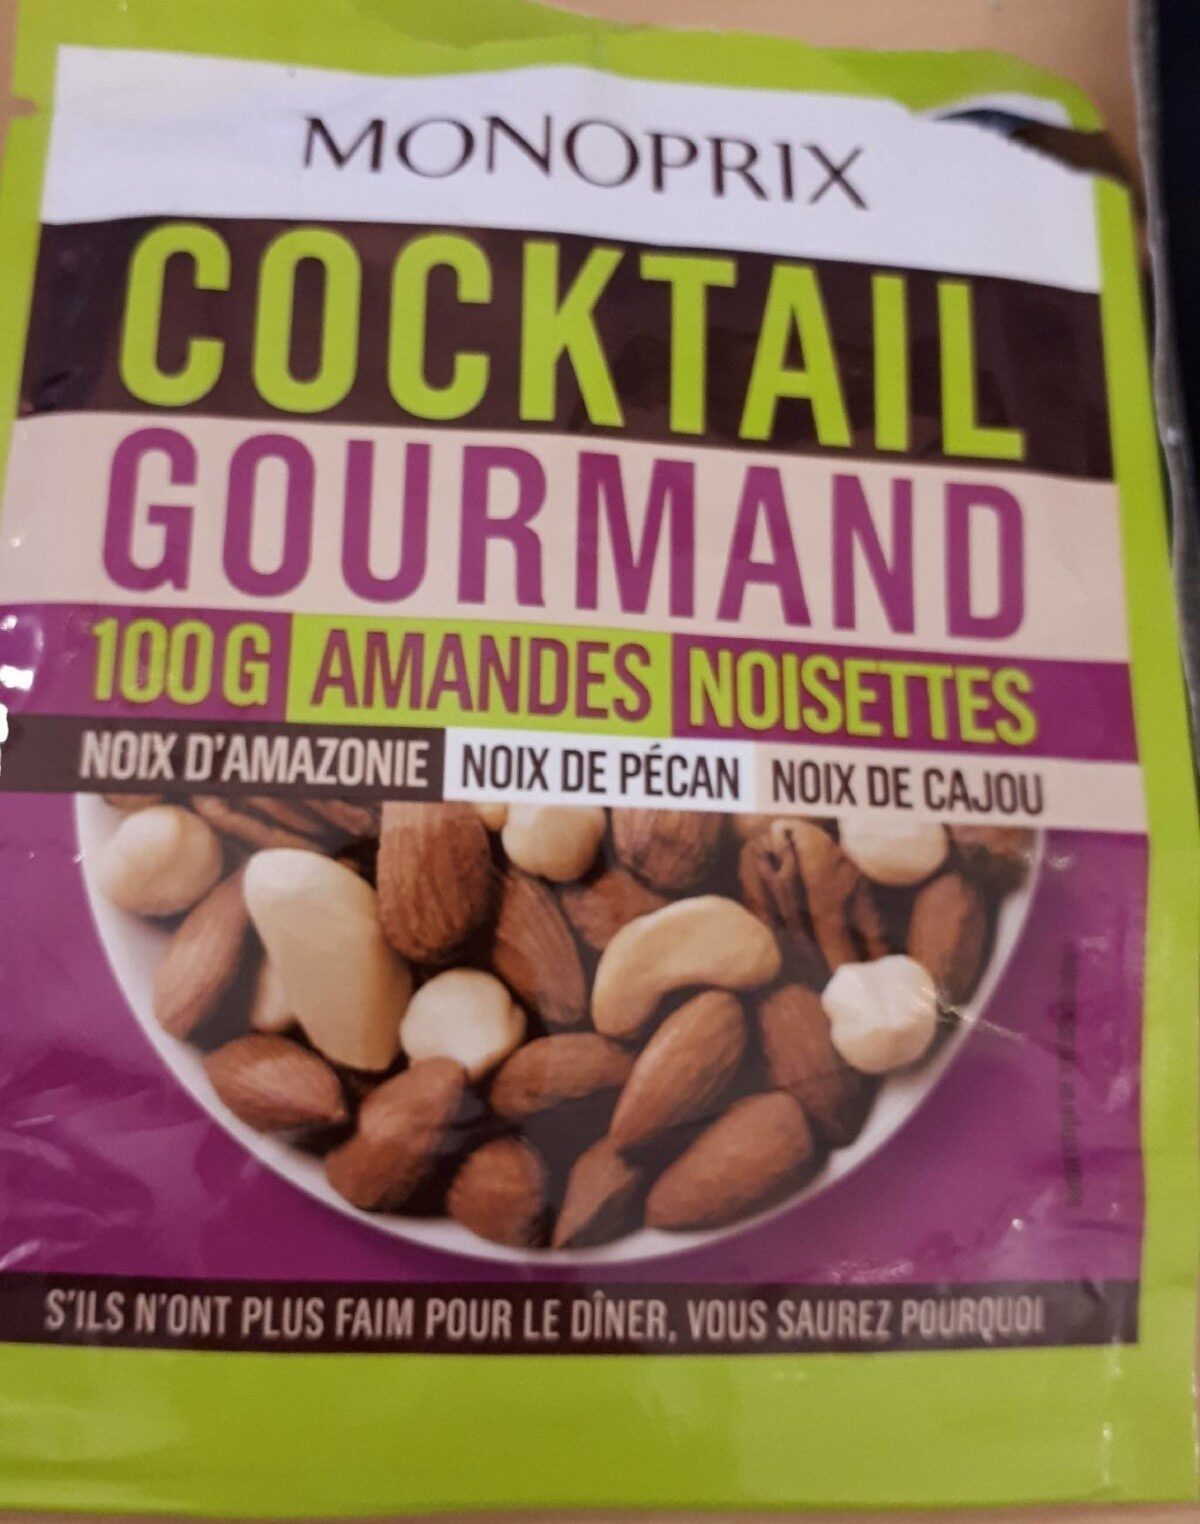 MONOPRIX
COCKTAIL
GOURMAND
100G AMANDES NOISETTES
NOIX D'AMAZONIE NOIX DE PÉCAN NOIX DE CAJOU
S'ILS N'ONT PLUS FAIM POUR LE DÎNER, VOUS SAUREZ POURQUOI